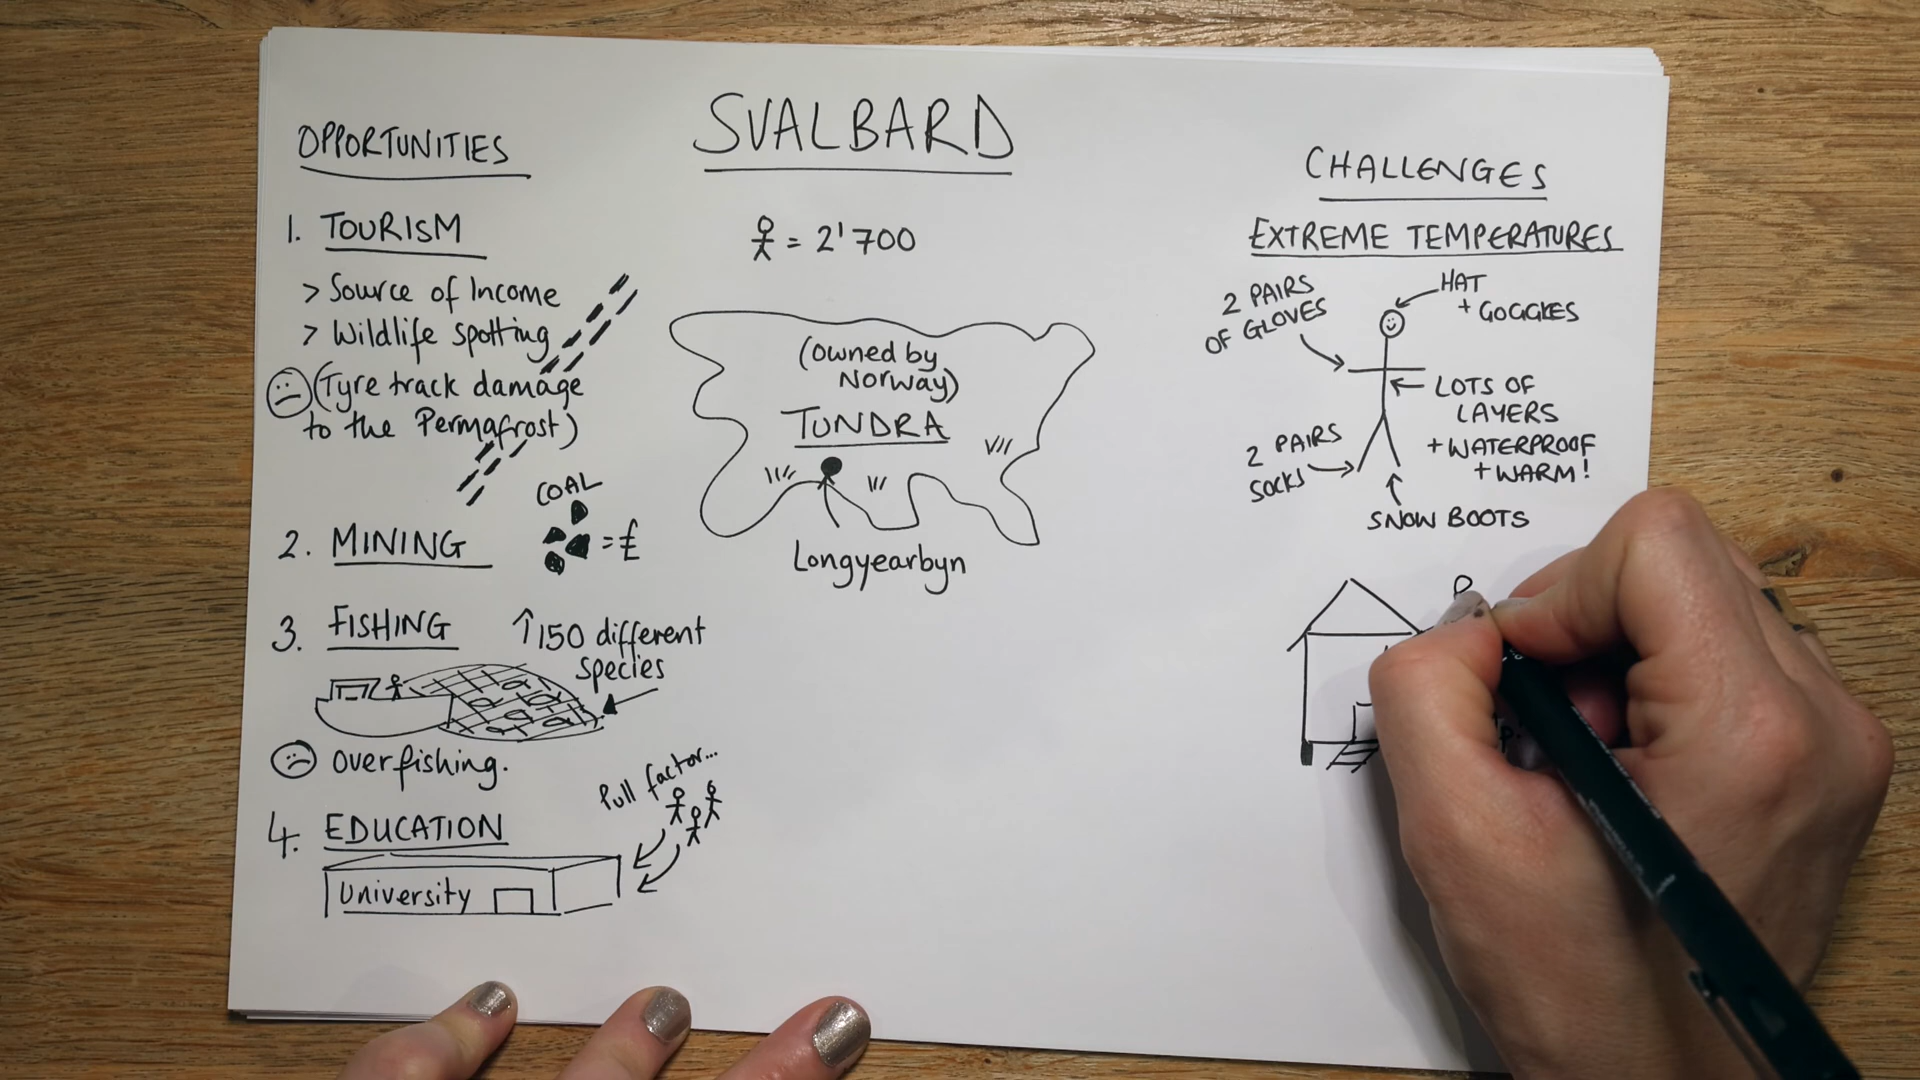 SVALBARD
OPPORTUNITIES
1. TOURISM
> Source of Income
> Wildlife spotting
(Tyre track damage
to the Permafrost)
2. MINING
COAL
= £
3. FISHING
↑150 different
species
overfishing.
4. EDUCATION
Pull factor...
University
= 2'700
(owned by
Norway)
TUNDRA
Longyearbyn
CHALLENGES
EXTREME TEMPERATURES
HAT
+ GOGGLES
2 PAIRS
OF GLOVES
LOTS OF
LAYERS
+ WATERPROOF
+ WARM!
2 PAIRS
SOCKS
SNOW BOOTS